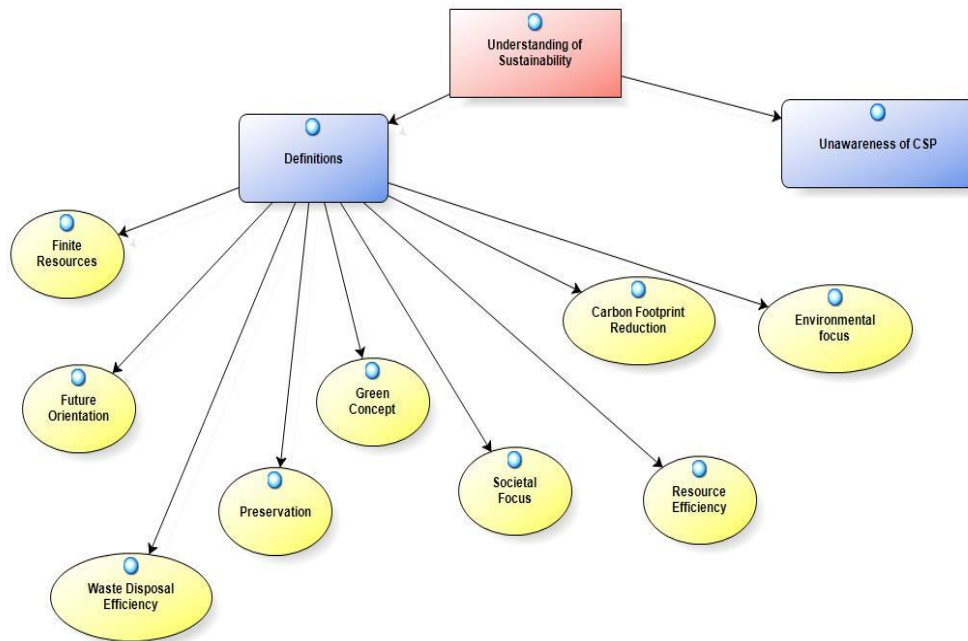 Understanding of
Sustainability
Unawareness of CSP
Definitions
Finite
Resources
Carbon Footprint
Reduction
Environmental
focus
Future
Orientation
Green
Concept
Societal
Focus
Resource
Efficiency
Preservation
Waste Disposal
Efficiency